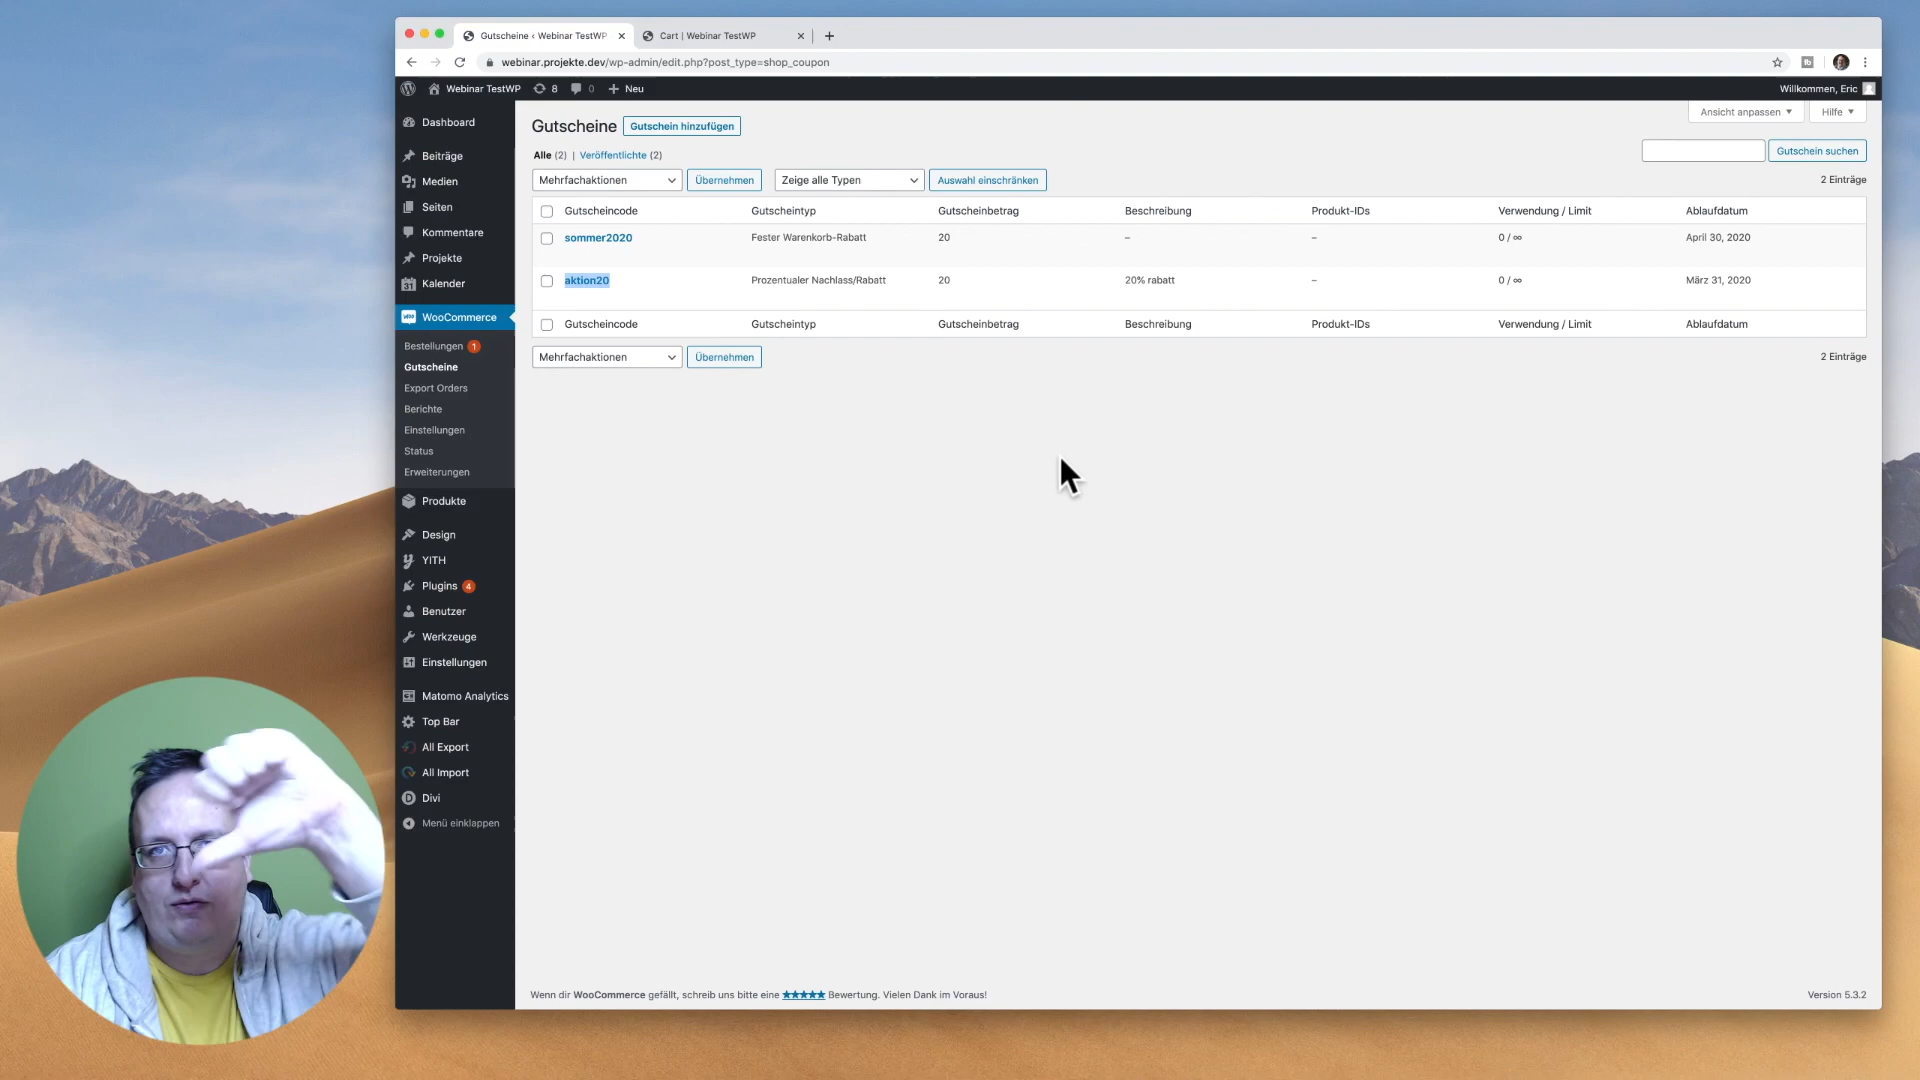 Gutscheine ‹ Webinar TestWP
Cart | Webinar TestWP
webinar.projekte.dev/wp-admin/edit.php?post_type=shop_coupon
Webinar TestWP 8 0 Neu
Willkommen, Eric
Dashboard
Beiträge
Medien
Seiten
Kommentare
Projekte
Kalender
WooCommerce
Bestellungen 1
Gutscheine
Export Orders
Berichte
Einstellungen
Status
Erweiterungen
Produkte
Design
YITH
Plugins 4
Benutzer
Werkzeuge
Einstellungen
Matomo Analytics
Top Bar
All Export
All Import
Divi
Menü einklappen
Ansicht anpassen
Hilfe
Gutscheine Gutschein hinzufügen
Alle (2) | Veröffentlichte (2)
Gutschein suchen
Mehrfachaktionen Übernehmen Zeige alle Typen Auswahl einschränken
2 Einträge
Gutscheincode Gutscheintyp Gutscheinbetrag Beschreibung Produkt-IDs Verwendung / Limit Ablaufdatum
sommer2020 Fester Warenkorb-Rabatt 20 – – 0 / ∞ April 30, 2020
aktion20 Prozentualer Nachlass/Rabatt 20 20% rabatt – 0 / ∞ März 31, 2020
Gutscheincode Gutscheintyp Gutscheinbetrag Beschreibung Produkt-IDs Verwendung / Limit Ablaufdatum
Mehrfachaktionen Übernehmen
2 Einträge
Wenn dir WooCommerce gefällt, schreib uns bitte eine ★★★★★ Bewertung. Vielen Dank im Voraus!
Version 5.3.2